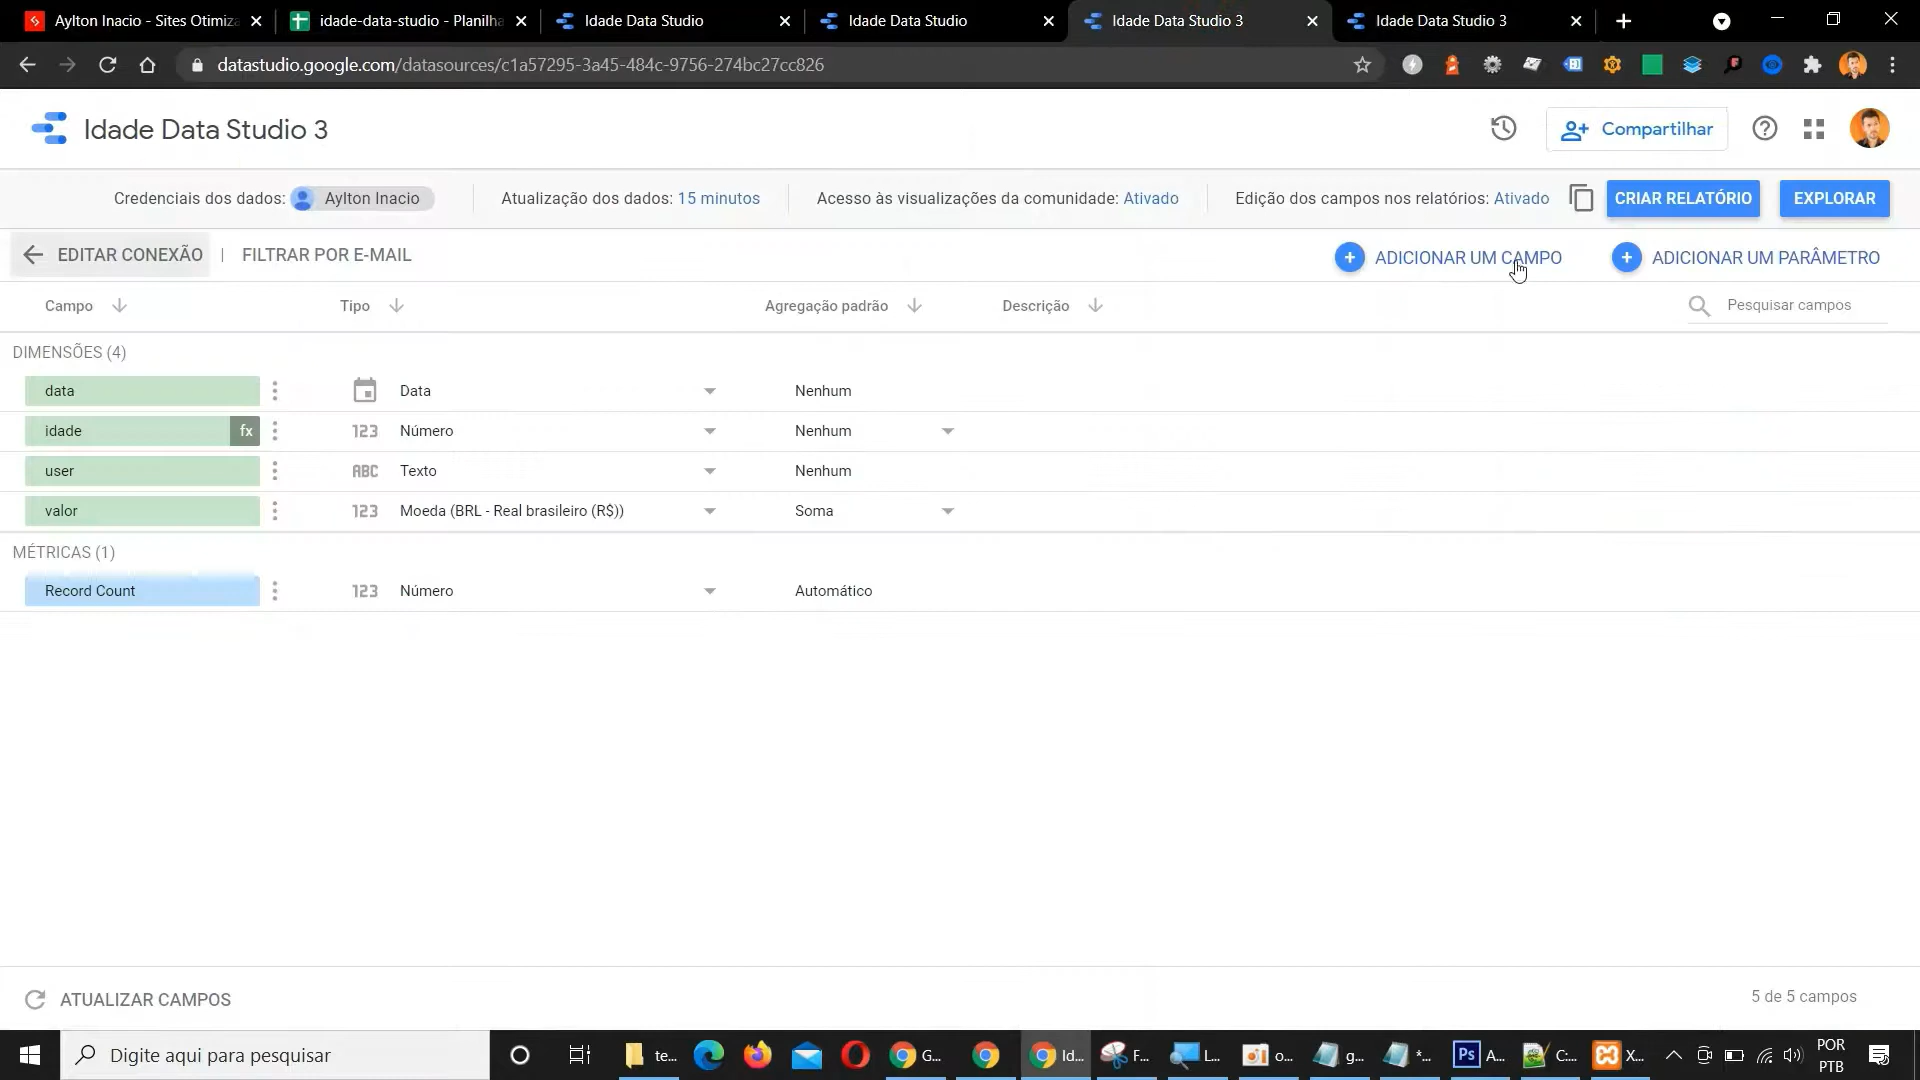 Aylton Inacio - Sites Otimiza
idade-data-studio - Planilha
Idade Data Studio
Idade Data Studio
Idade Data Studio 3
Idade Data Studio 3
datastudio.google.com/datasources/c1a57295-3a45-484c-9756-274bc27cc826
Idade Data Studio 3
Compartilhar
Credenciais dos dados: Aylton Inacio
Atualização dos dados: 15 minutos
Acesso às visualizações da comunidade: Ativado
Edição dos campos nos relatórios: Ativado
CRIAR RELATÓRIO
EXPLORAR
EDITAR CONEXÃO | FILTRAR POR E-MAIL
ADICIONAR UM CAMPO
ADICIONAR UM PARÂMETRO
Campo Tipo Agregação padrão Descrição Pesquisar campos
DIMENSÕES (4)
data Data Nenhum
idade fx 123 Número Nenhum
user ABC Texto Nenhum
valor 123 Moeda (BRL - Real brasileiro (R$)) Soma
MÉTRICAS (1)
Record Count 123 Número Automático
ATUALIZAR CAMPOS
5 de 5 campos
Digite aqui para pesquisar
te...
G...
Id...
F...
L...
o...
g...
*...
Ps A...
C:...
X...
POR
PTB